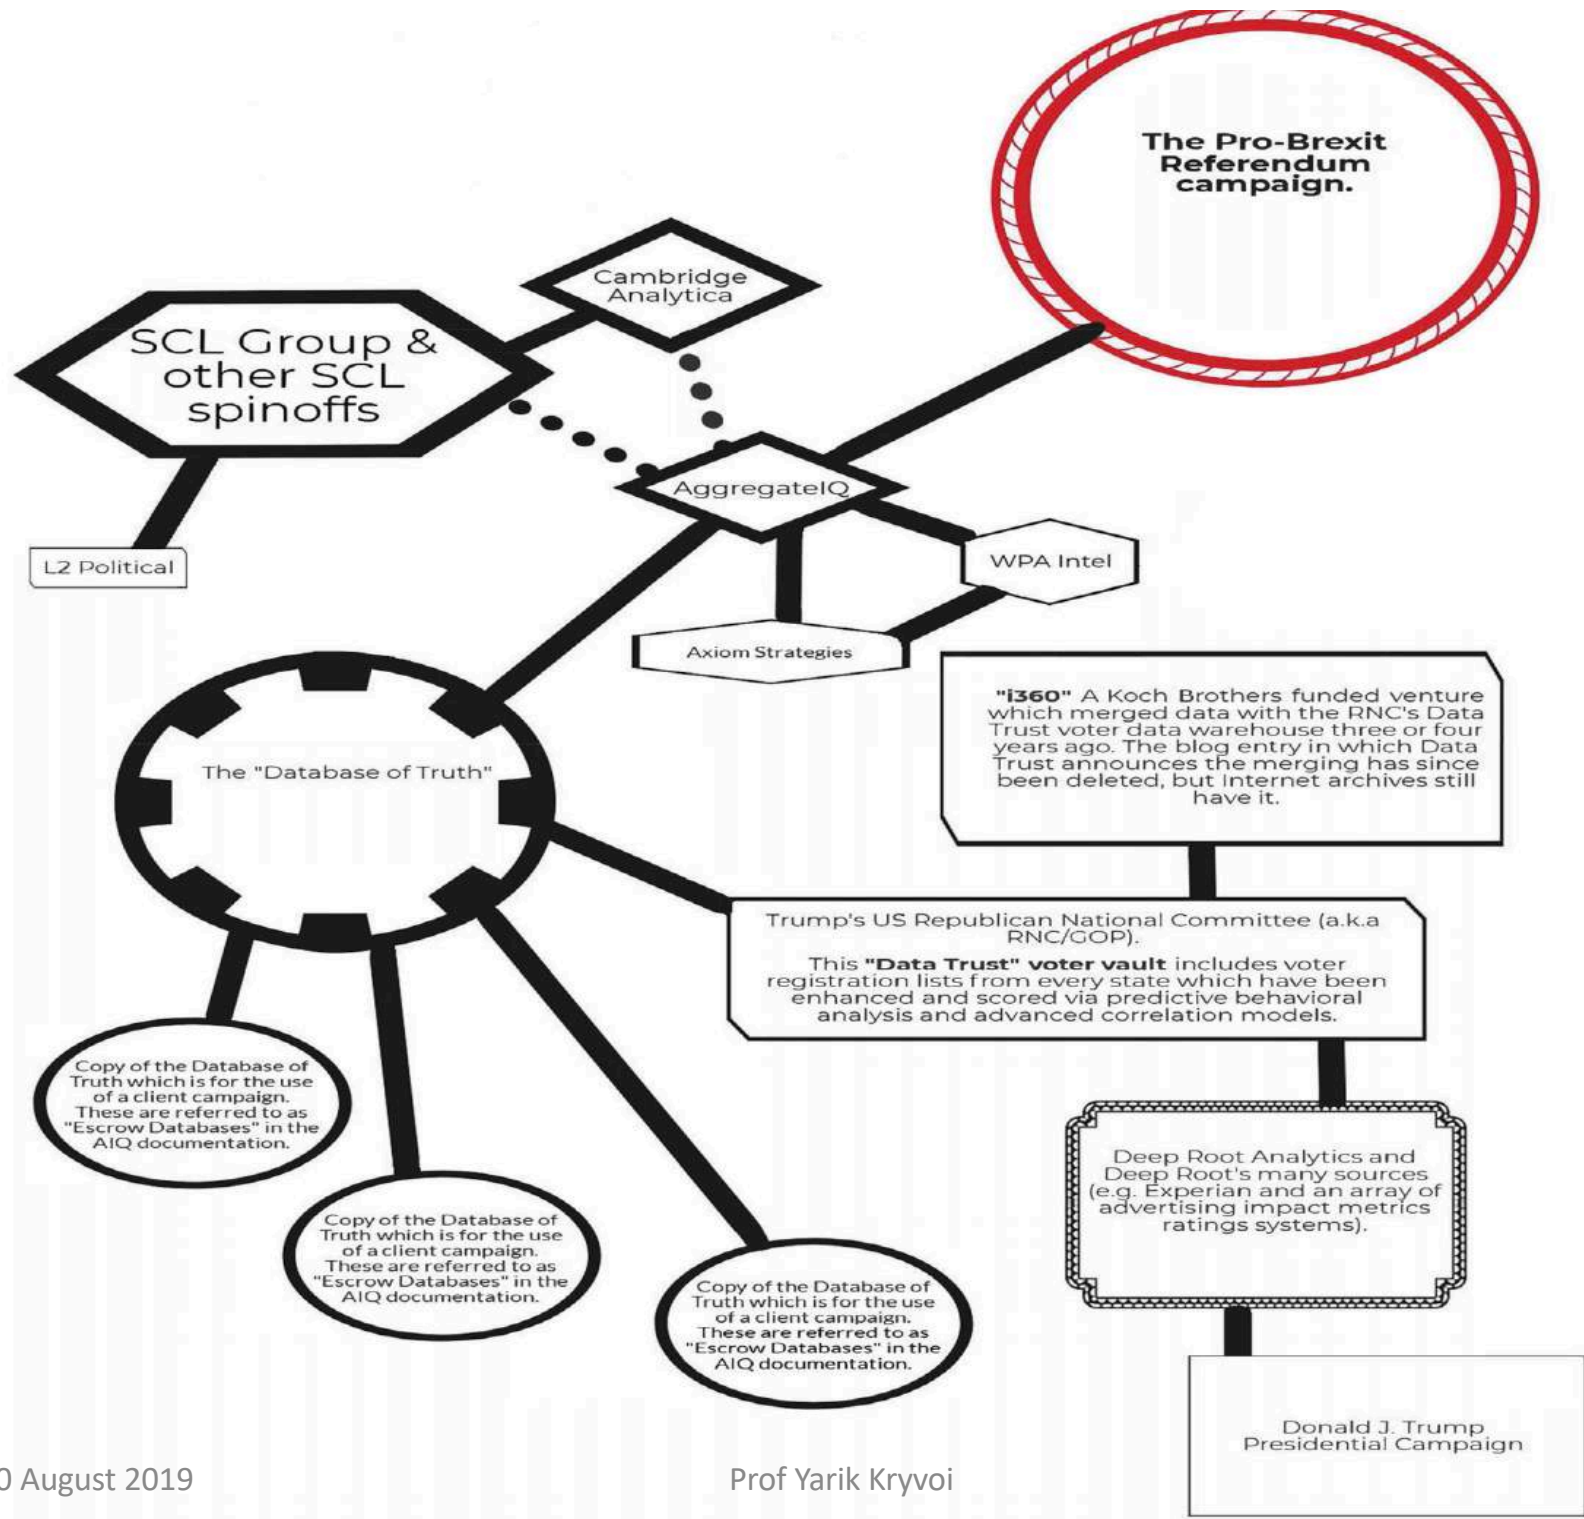 The Pro-Brexit
Referendum
campaign.
Cambridge
Analytica
SCL Group &
other SCL
spinoffs
AggregateIQ
L2 Political
WPA Intel
Axiom Strategies
"i360" A Koch Brothers funded venture
which merged data with the RNC's Data
Trust voter data warehouse three or four
years ago. The blog entry in which Data
Trust announces the merging has since
been deleted, but Internet archives still
have it.
The "Database of Truth"
Trump's US Republican National Committee (a.k.a
RNC/GOP).
This "Data Trust" voter vault includes voter
registration lists from every state which have been
enhanced and scored via predictive behavioral
analysis and advanced correlation models.
Copy of the Database of
Truth which is for the use
of a client campaign.
These are referred to as
"Escrow Databases" in the
AIQ documentation.
Copy of the Database of
Truth which is for the use
of a client campaign.
These are referred to as
"Escrow Databases" in the
AIQ documentation.
Copy of the Database of
Truth which is for the use
of a client campaign.
These are referred to as
"Escrow Databases" in the
AIQ documentation.
Deep Root Analytics and
Deep Root's many sources
(e.g. Experian and an array of
advertising impact metrics
ratings systems).
Donald J. Trump
Presidential Campaign
0 August 2019
Prof Yarik Kryvoi